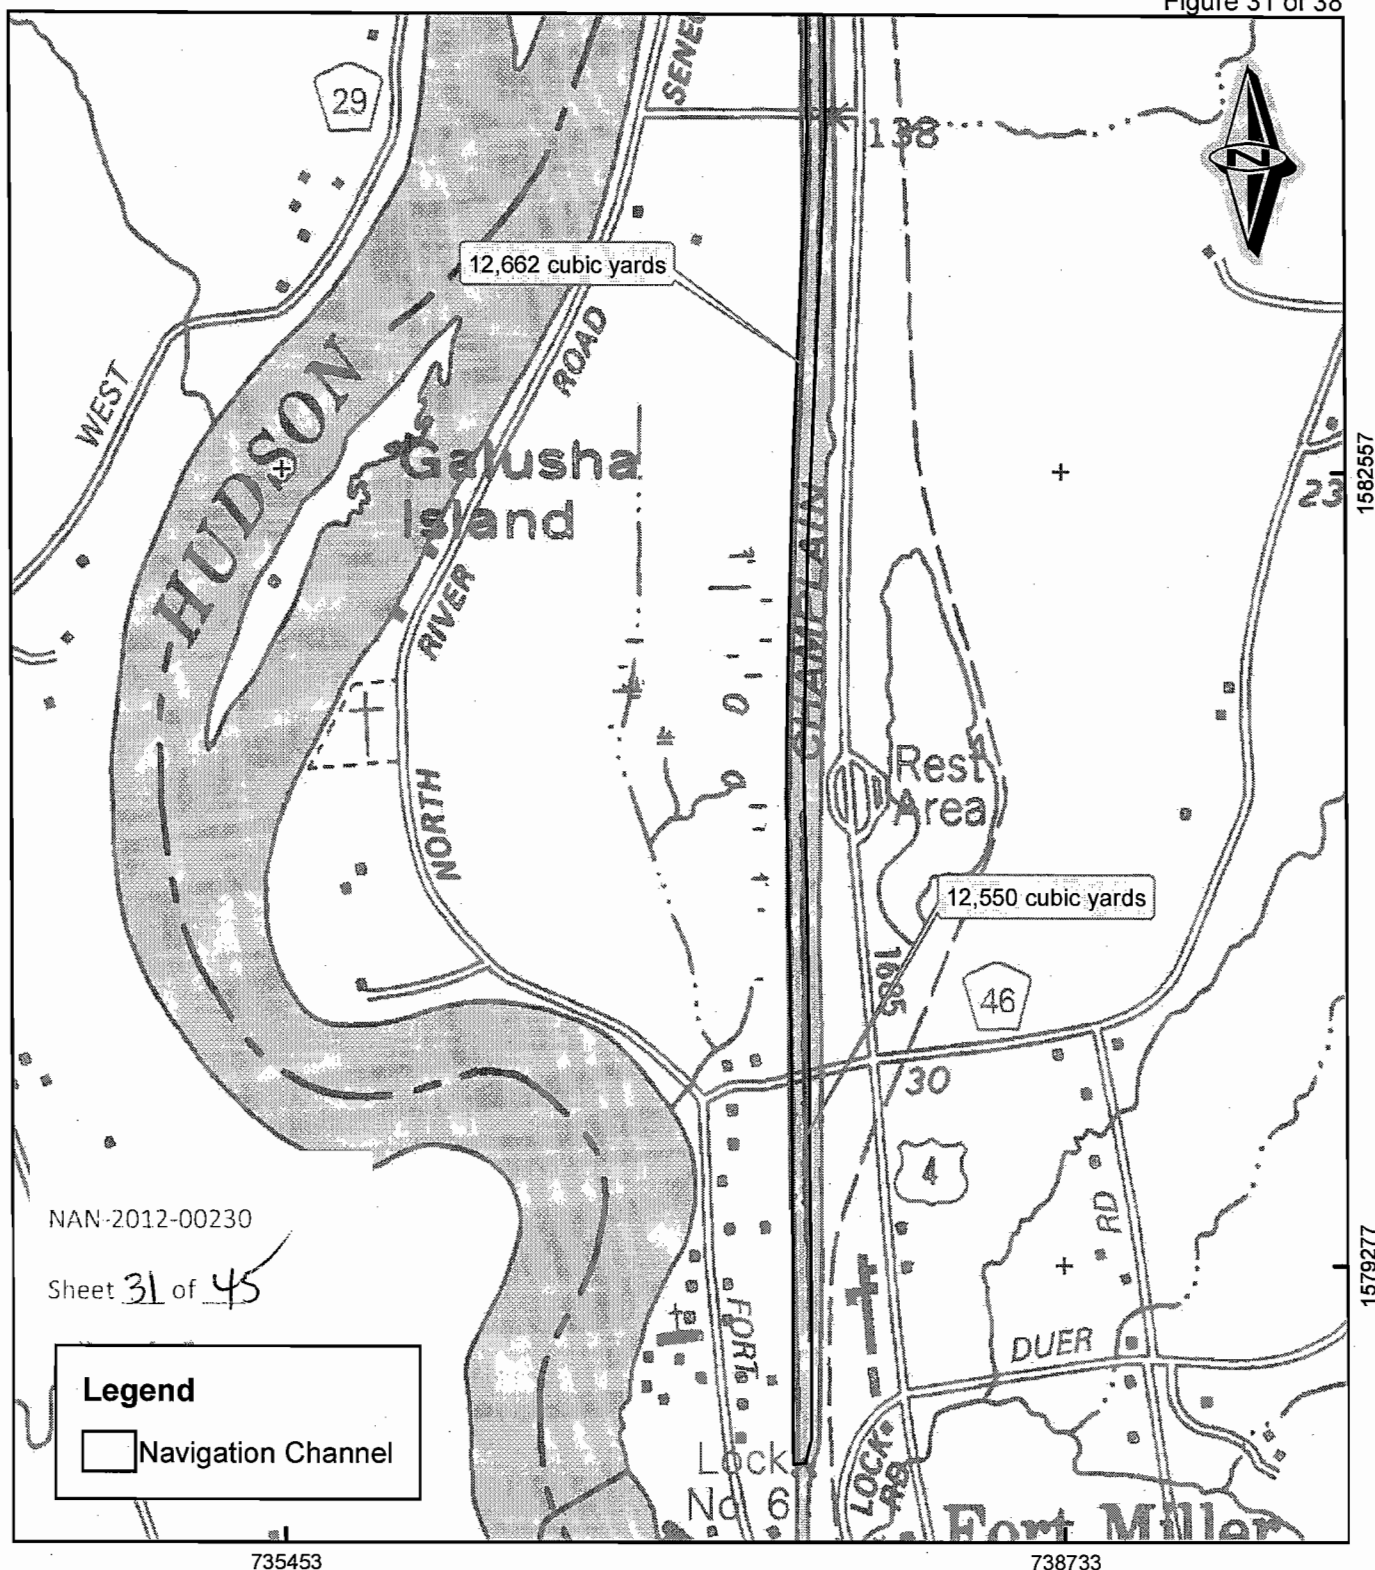 Figure 31 of 38
29
SENEC
138
N
12,662 cubic yards
ROAD
WEST
HUDSON
Galusha
Island
1582557
23
CHAMPLAIN
RIVER
Rest
Area
NORTH
12,550 cubic yards
46
30
4
NAN-2012-00230
RD
Sheet 31 of 45
1579277
FORT
DUER
Legend
Navigation Channel
Lock
No 6
LOCK
Fort Miller
735453
738733